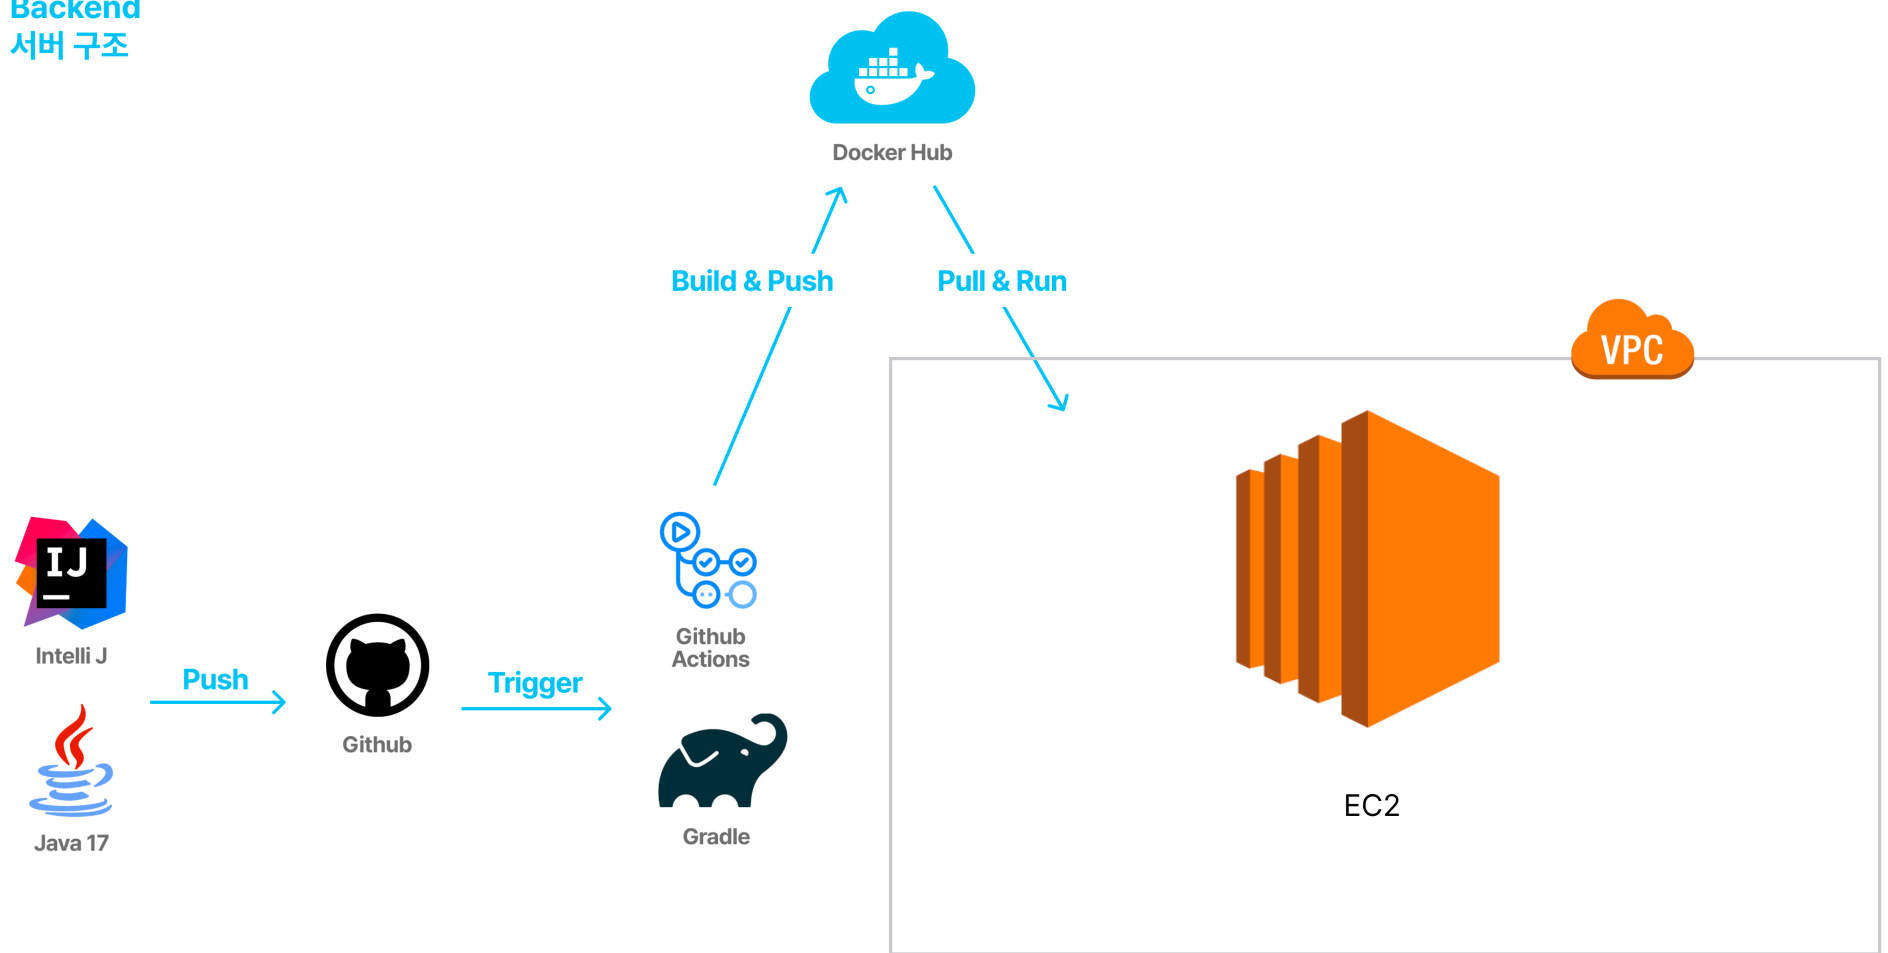 Backend
서버 구조
Docker Hub
Build & Push
Pull & Run
VPC
IJ
Intelli J
Push
Trigger
Github
Actions
Github
Java 17
Gradle
EC2